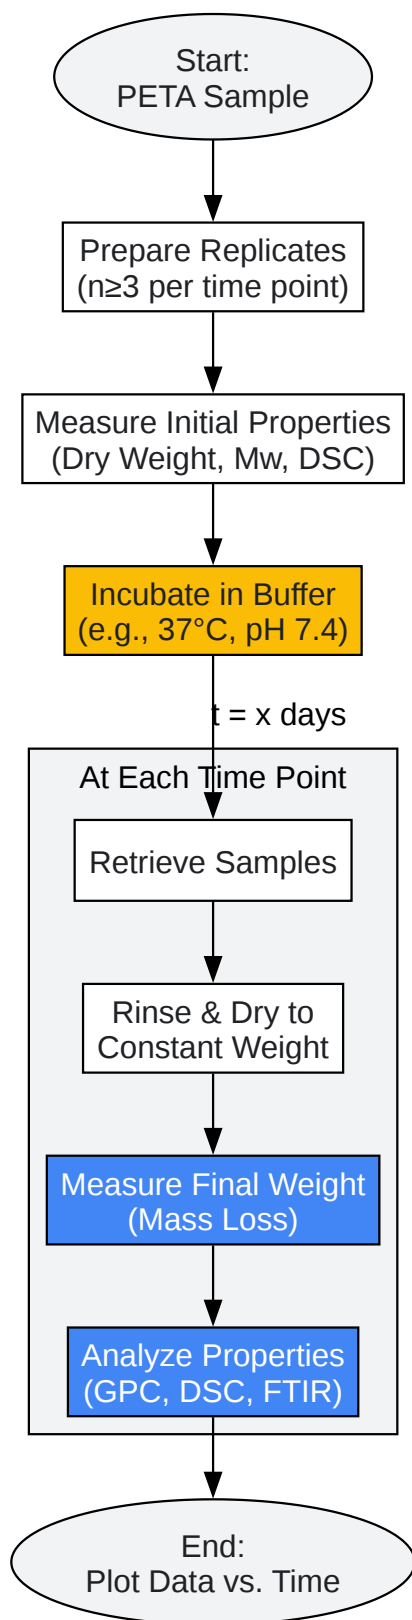 Start:
PETA Sample
Prepare Replicates
(n≥3 per time point)
Measure Initial Properties
(Dry Weight, Mw, DSC)
Incubate in Buffer
(e.g., 37°C, pH 7.4)
t = x days
At Each Time Point
Retrieve Samples
Rinse & Dry to
Constant Weight
Measure Final Weight
(Mass Loss)
Analyze Properties
(GPC, DSC, FTIR)
End:
Plot Data vs. Time